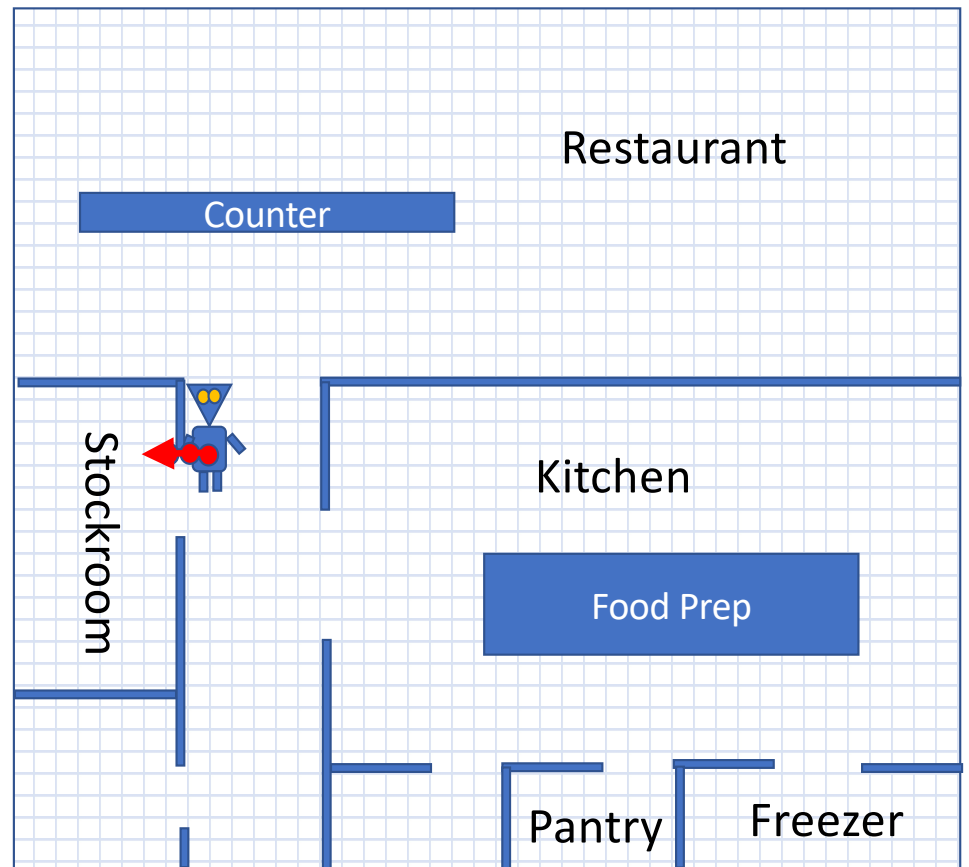 Restaurant
Counter
Stockroom
Kitchen
Food Prep
Pantry
Freezer